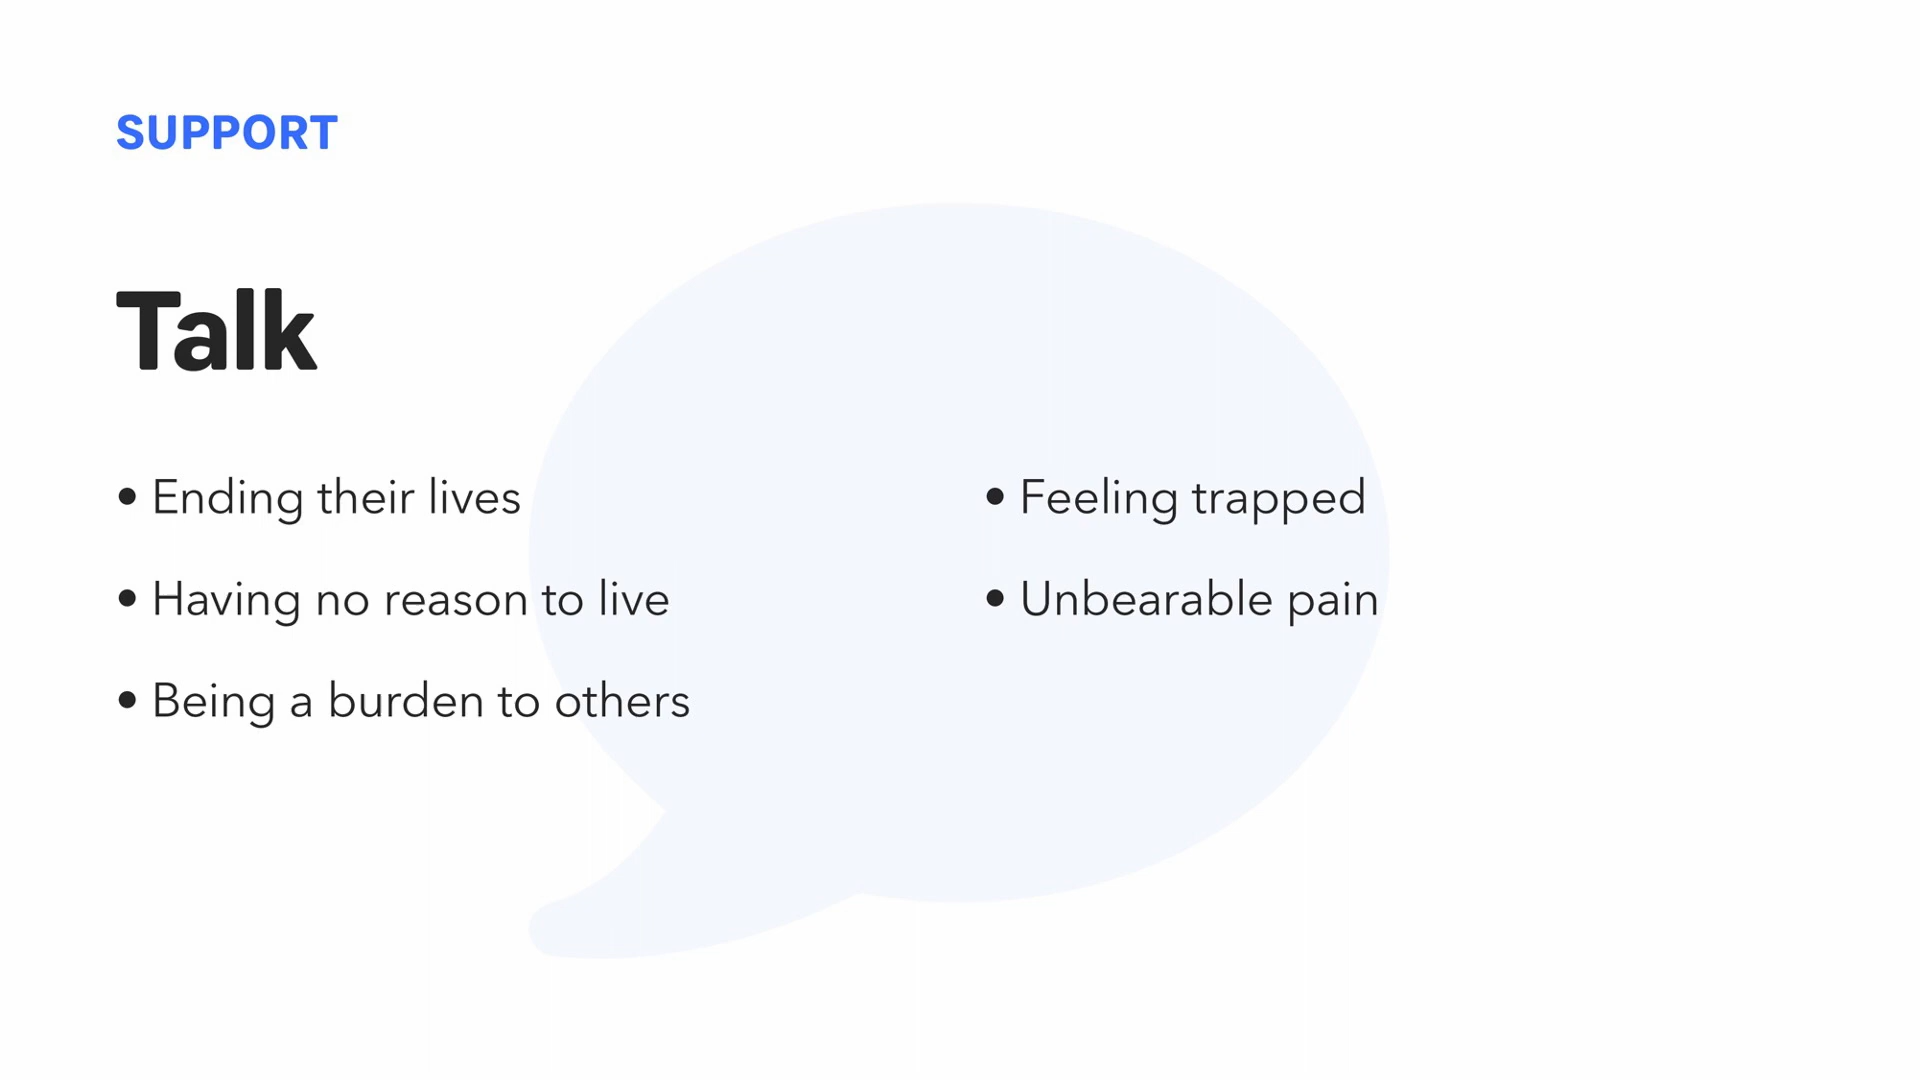 SUPPORT
Talk
• Ending their lives
• Having no reason to live
• Being a burden to others
• Feeling trapped
• Unbearable pain